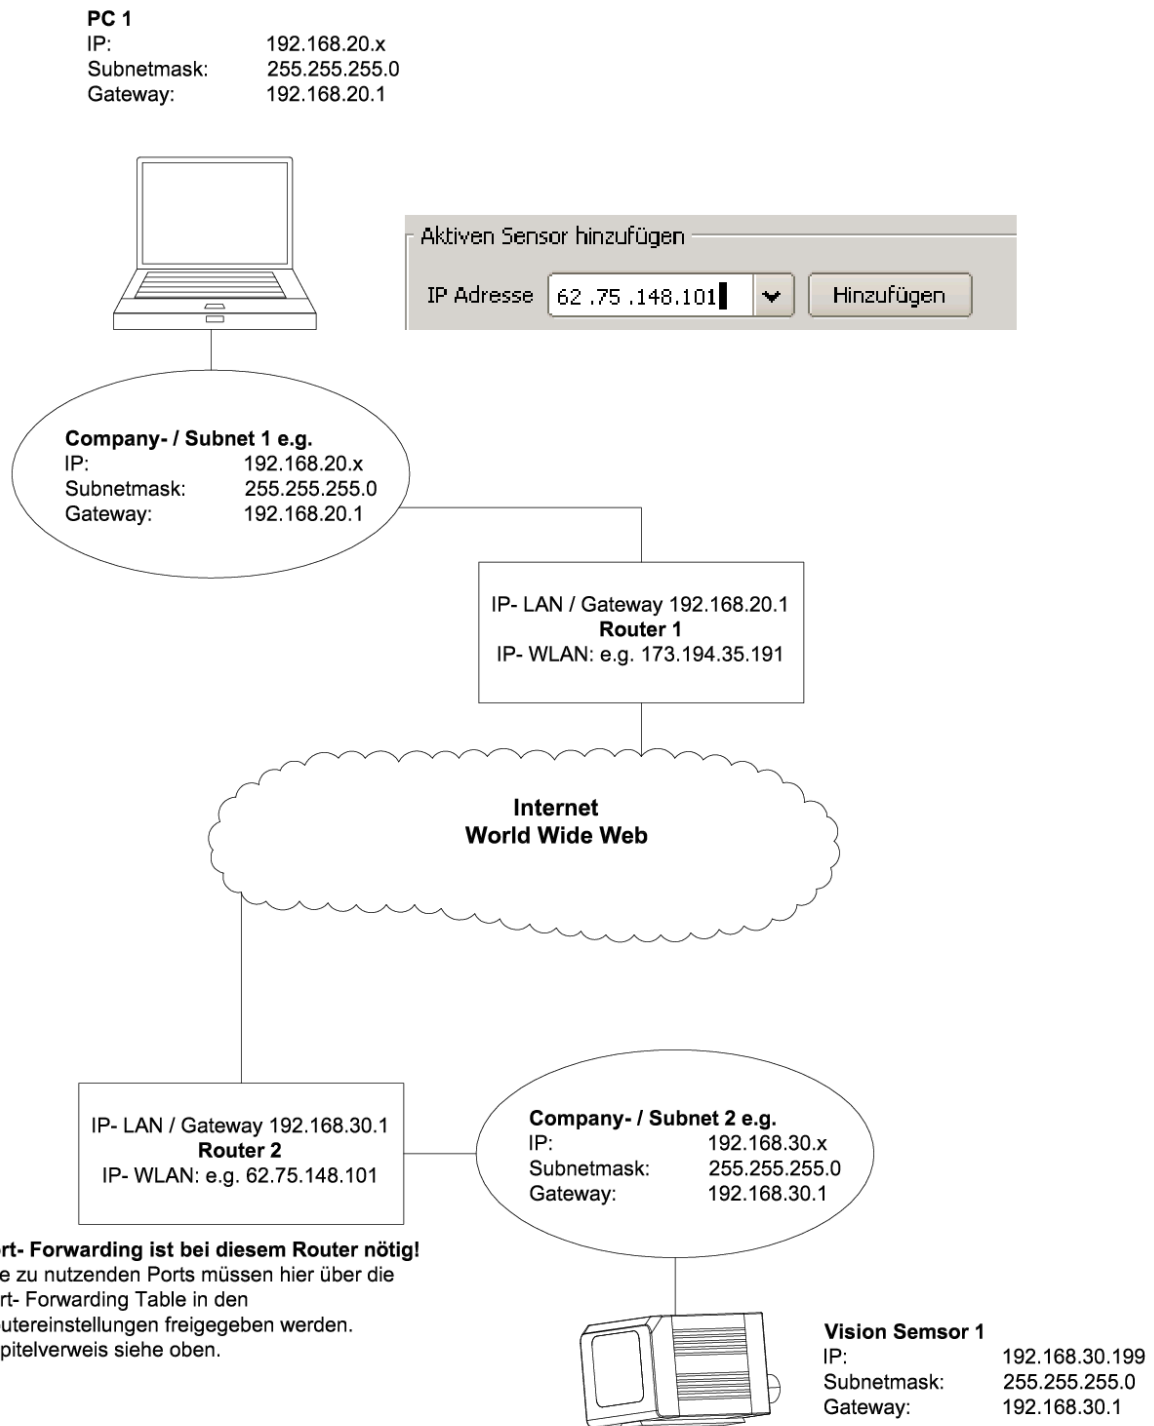 PC 1
IP: 192.168.20.x
Subnetmask: 255.255.255.0
Gateway: 192.168.20.1
Aktiven Sensor hinzufügen
IP Adresse 62 .75 .148.101 Hinzufügen
Company- / Subnet 1 e.g.
IP: 192.168.20.x
Subnetmask: 255.255.255.0
Gateway: 192.168.20.1
IP- LAN / Gateway 192.168.20.1
Router 1
IP- WLAN: e.g. 173.194.35.191
Internet
World Wide Web
IP- LAN / Gateway 192.168.30.1
Router 2
IP- WLAN: e.g. 62.75.148.101
Company- / Subnet 2 e.g.
IP: 192.168.30.x
Subnetmask: 255.255.255.0
Gateway: 192.168.30.1
ort- Forwarding ist bei diesem Router nötig!
e zu nutzenden Ports müssen hier über die
rt- Forwarding Table in den
utereinstellungen freigegeben werden.
pitelverweis siehe oben.
Vision Semsor 1
IP: 192.168.30.199
Subnetmask: 255.255.255.0
Gateway: 192.168.30.1